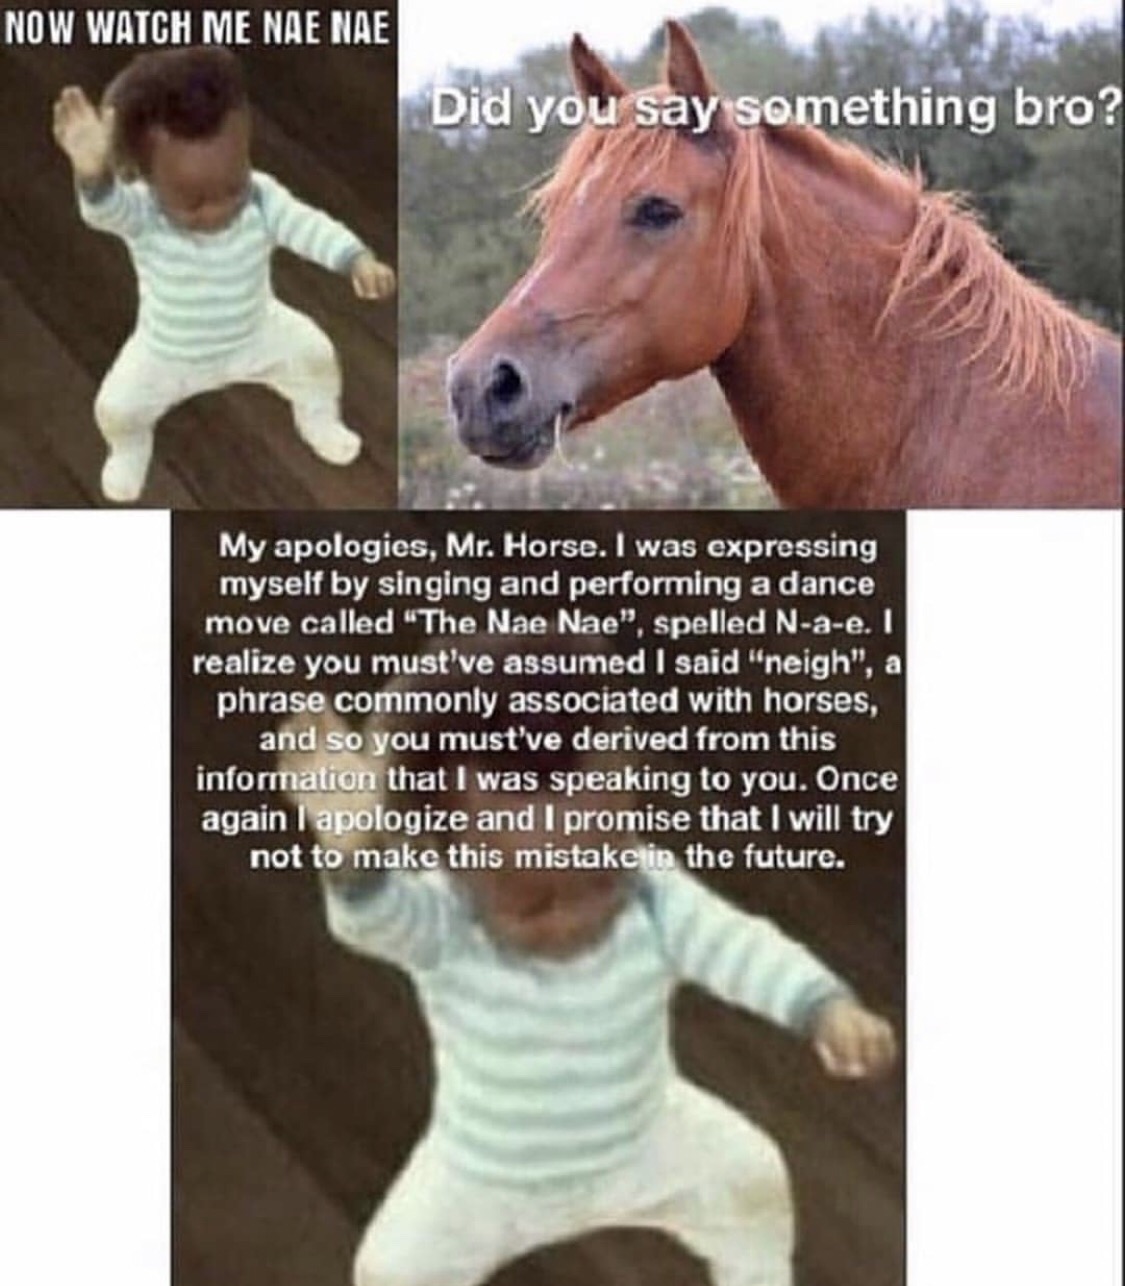 NOW WATCH ME NAE NAE
Did you say something bro?
My apologies, Mr. Horse. I was expressing
myself by singing and performing a dance
move called "The Nae Nae”, spelled N-a-e. I
realize you must've assumed I said "neigh”, a
phrase commonly associated with horses,
and so you must've derived from this
information that I was speaking to you. Once
again I apologize and I promise that I will try
not to make this mistake in the future.